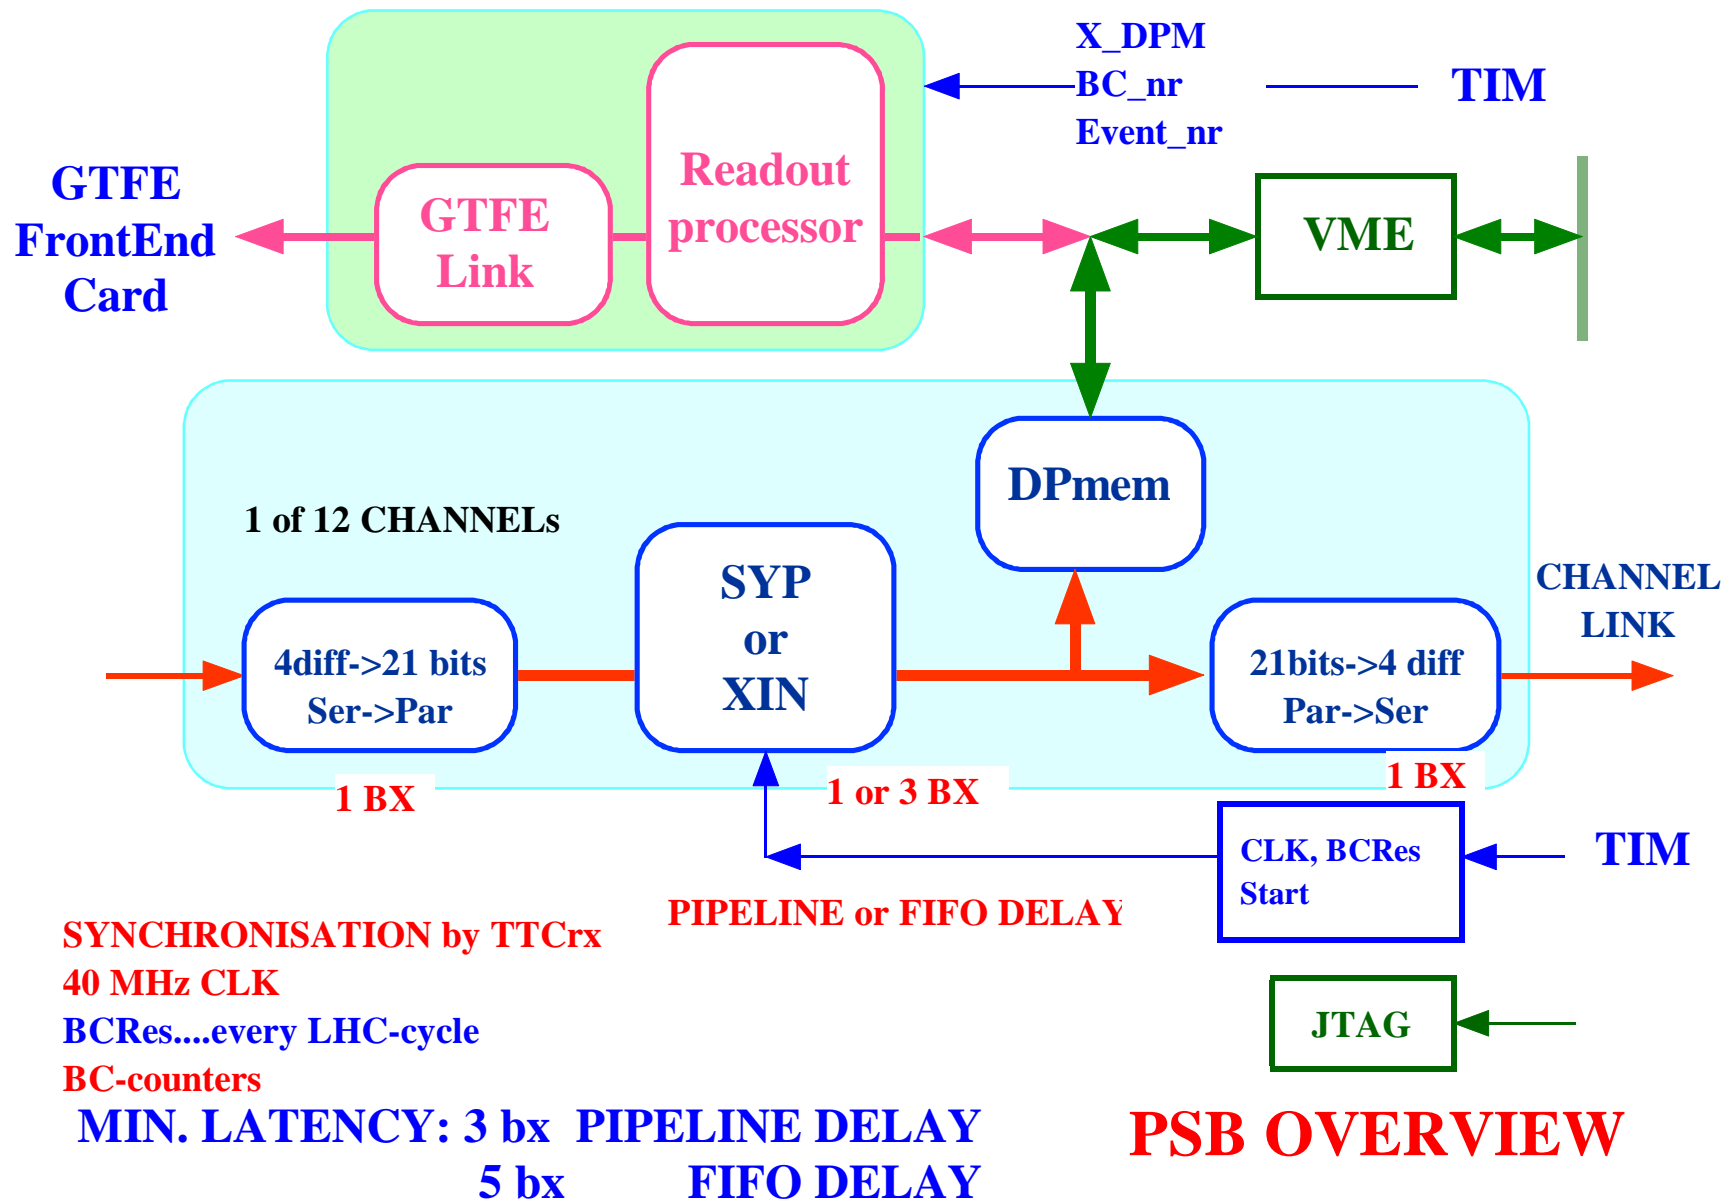 X_DPM
BC_nr
Event_nr
TIM
GTFE
FrontEnd
Card
GTFE
Link
Readout
processor
VME
DPmem
1 of 12 CHANNELs
SYP
or
XIN
4diff->21 bits
Ser->Par
21bits->4 diff
Par->Ser
CHANNEL
LINK
1 BX
1 or 3 BX
1 BX
CLK, BCRes
Start
TIM
PIPELINE or FIFO DELAY
SYNCHRONISATION by TTCrx
40 MHz CLK
BCRes....every LHC-cycle
BC-counters
JTAG
MIN. LATENCY: 3 bx PIPELINE DELAY
5 bx FIFO DELAY
PSB OVERVIEW